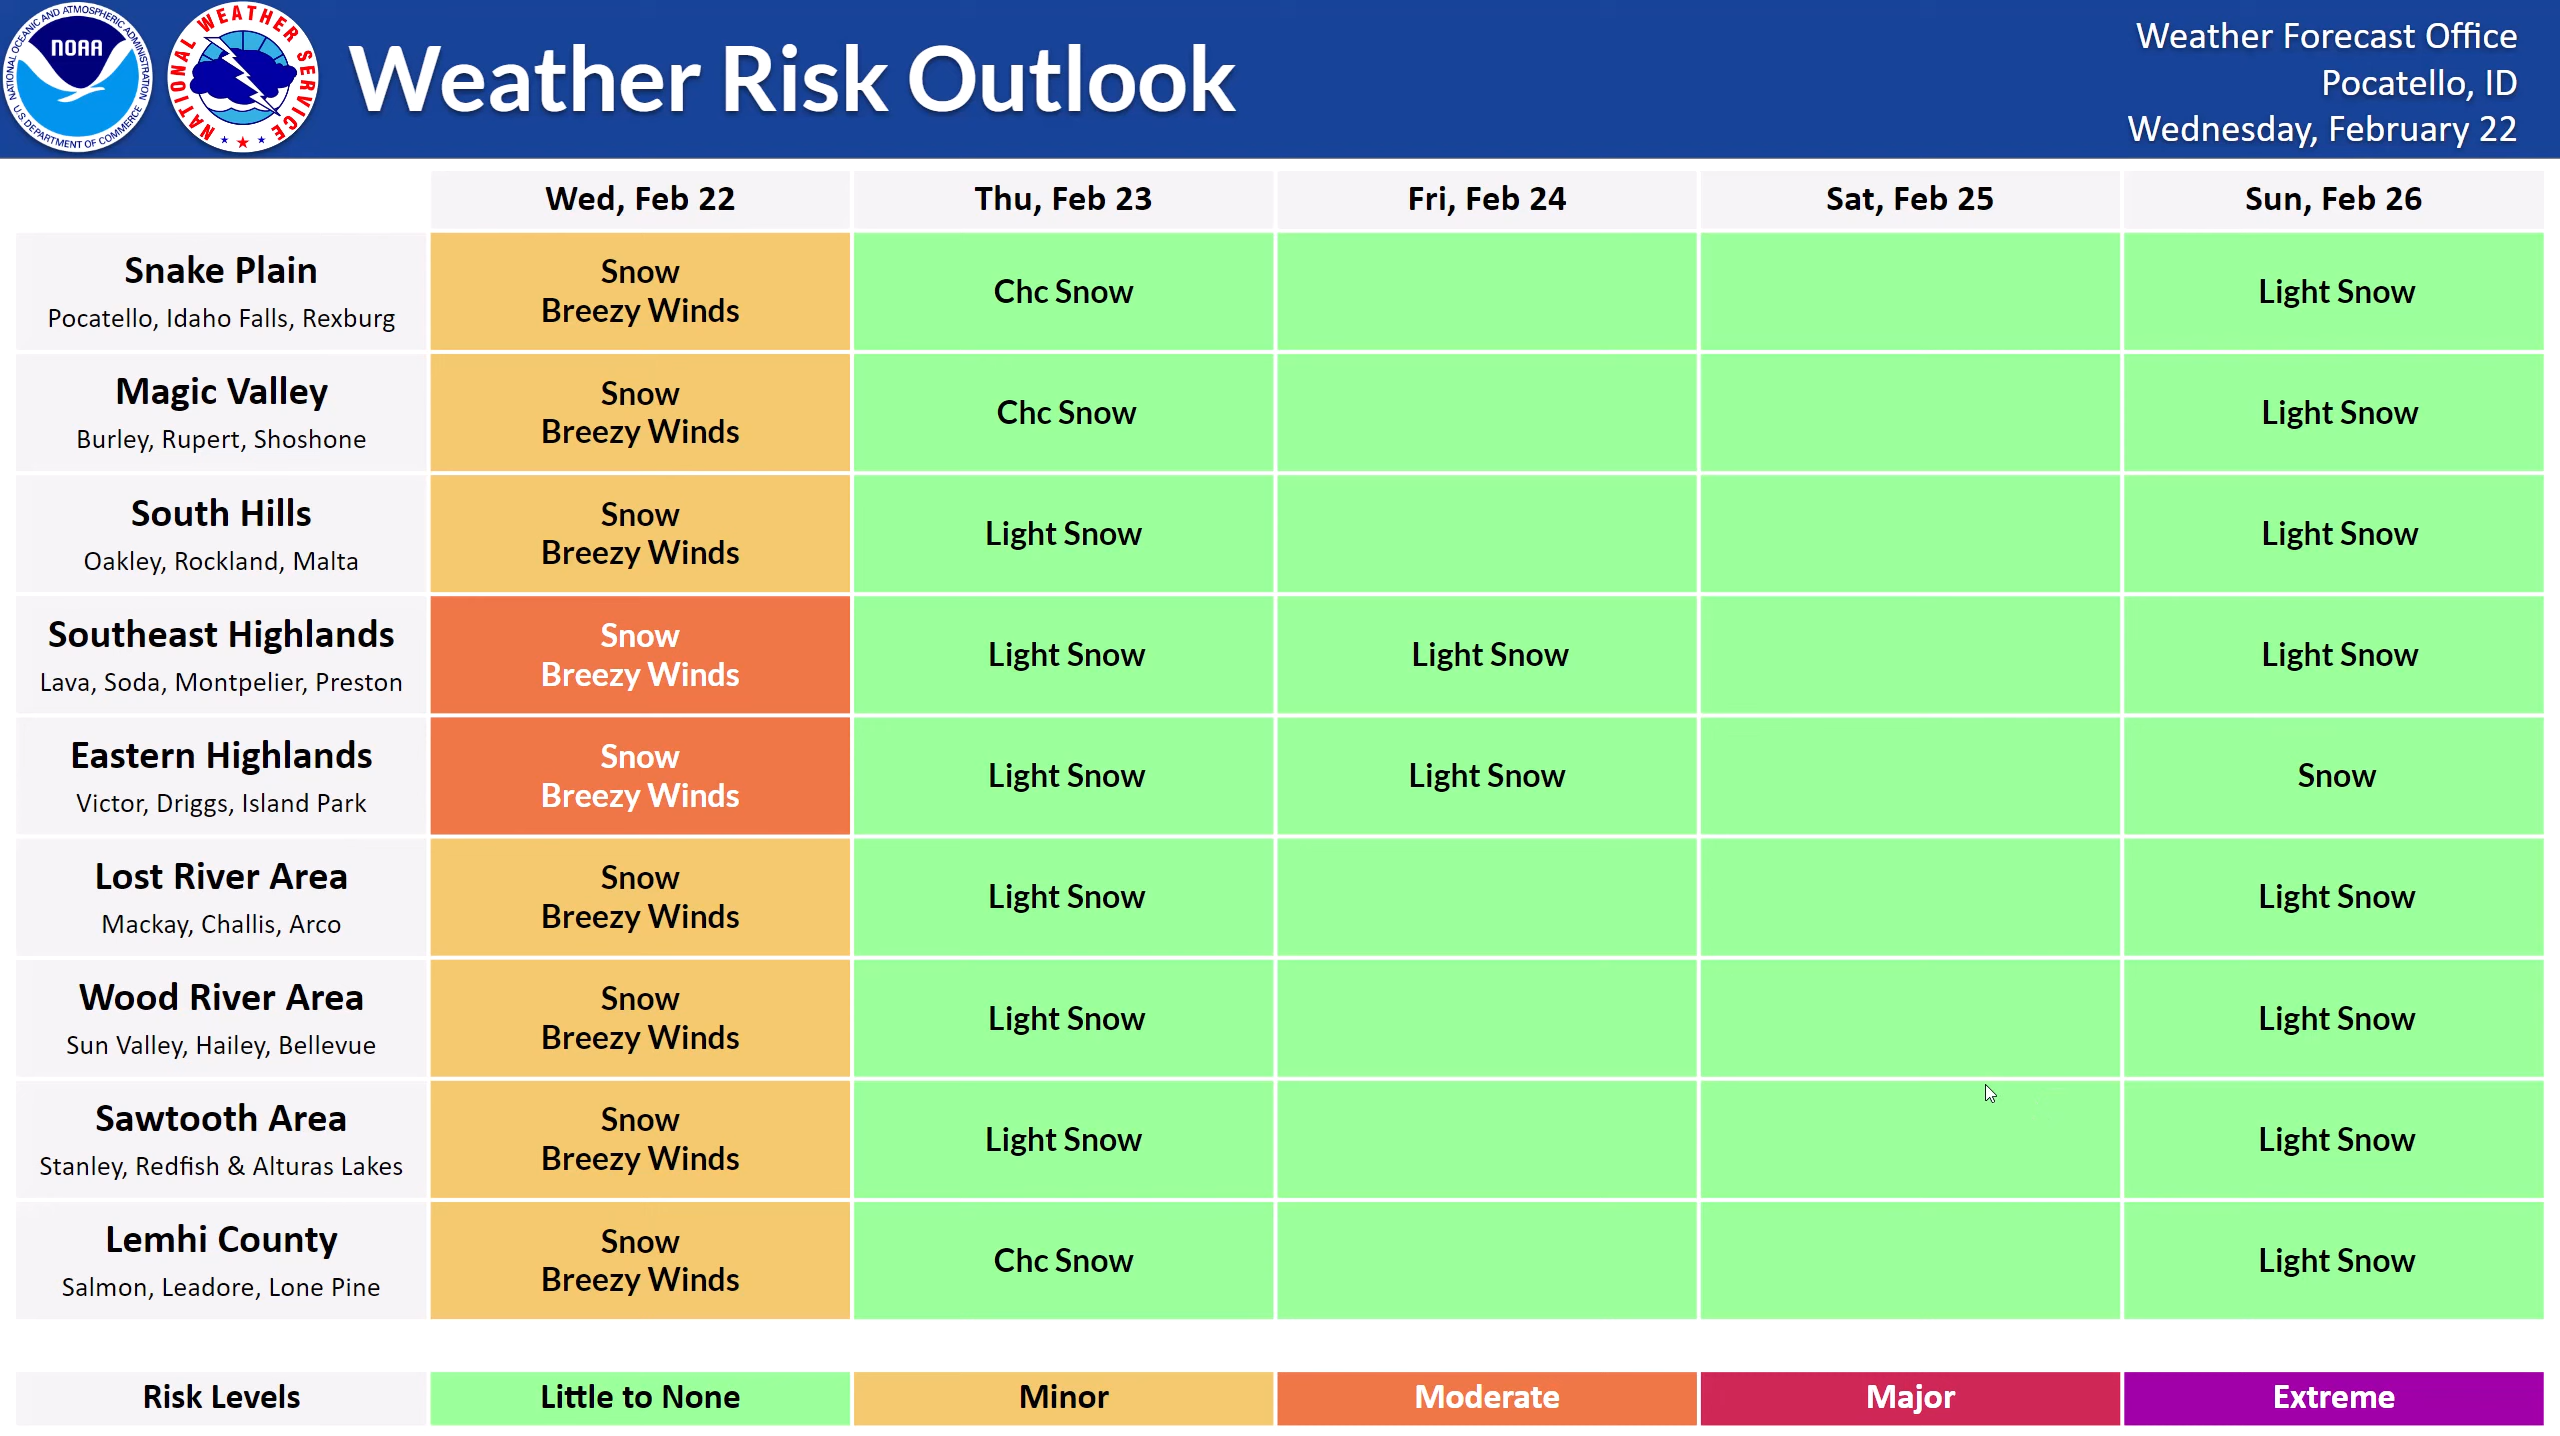 NATIONAL OCEANIC AND ATMOSPHERIC ADMINISTRATION
U.S. DEPARTMENT OF COMMERCE
NOAA
NATIONAL WEATHER SERVICE
Weather Risk Outlook
Weather Forecast Office
Pocatello, ID
Wednesday, February 22
Wed, Feb 22 Thu, Feb 23 Fri, Feb 24 Sat, Feb 25 Sun, Feb 26
Snake Plain
Pocatello, Idaho Falls, Rexburg
Snow
Breezy Winds
Chc Snow
Light Snow
Magic Valley
Burley, Rupert, Shoshone
Snow
Breezy Winds
Chc Snow
Light Snow
South Hills
Oakley, Rockland, Malta
Snow
Breezy Winds
Light Snow
Light Snow
Southeast Highlands
Lava, Soda, Montpelier, Preston
Snow
Breezy Winds
Light Snow
Light Snow
Light Snow
Eastern Highlands
Victor, Driggs, Island Park
Snow
Breezy Winds
Light Snow
Light Snow
Snow
Lost River Area
Mackay, Challis, Arco
Snow
Breezy Winds
Light Snow
Light Snow
Wood River Area
Sun Valley, Hailey, Bellevue
Snow
Breezy Winds
Light Snow
Light Snow
Sawtooth Area
Stanley, Redfish & Alturas Lakes
Snow
Breezy Winds
Light Snow
Light Snow
Lemhi County
Salmon, Leadore, Lone Pine
Snow
Breezy Winds
Chc Snow
Light Snow
Risk Levels Little to None Minor Moderate Major Extreme